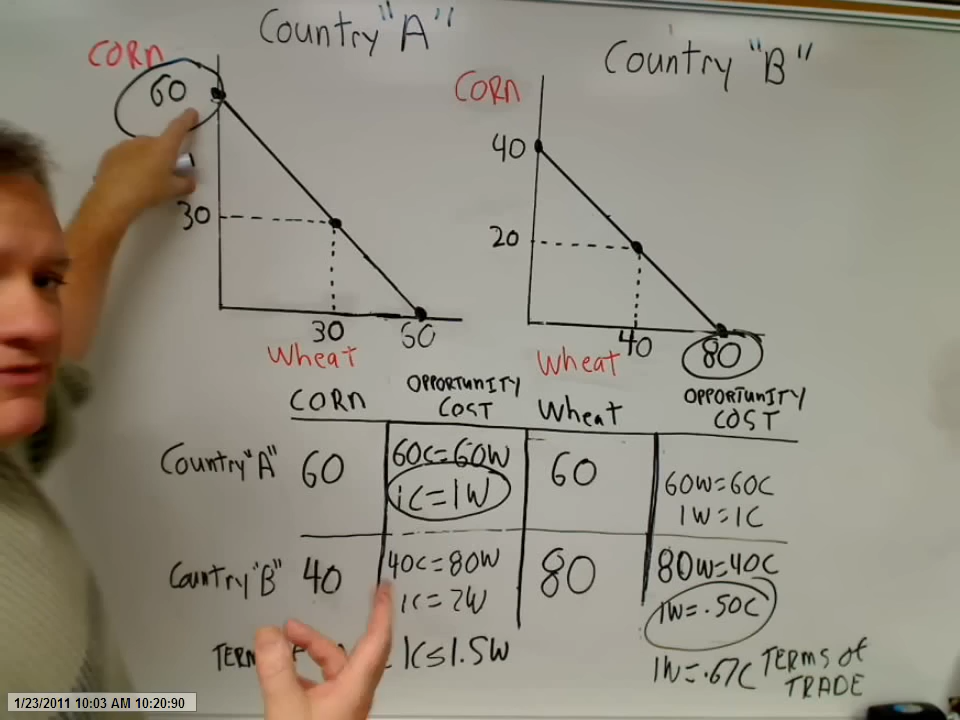 Country "A"
CORN
60
30
30
60
Wheat
Country "B"
CORN
40
20
40
80
Wheat
CORN
OPPORTUNITY
COST
Wheat
OPPORTUNITY
COST
Country "A"
60
60C=60W
1C=1W
60
60W=60C
1W=1C
Country "B"
40
40C=80W
1C=2W
80
80W=40C
1W=.50C
1C≤1.5W
1W=.67C TERMS of
TRADE
1/23/2011 10:03 AM 10:20:90